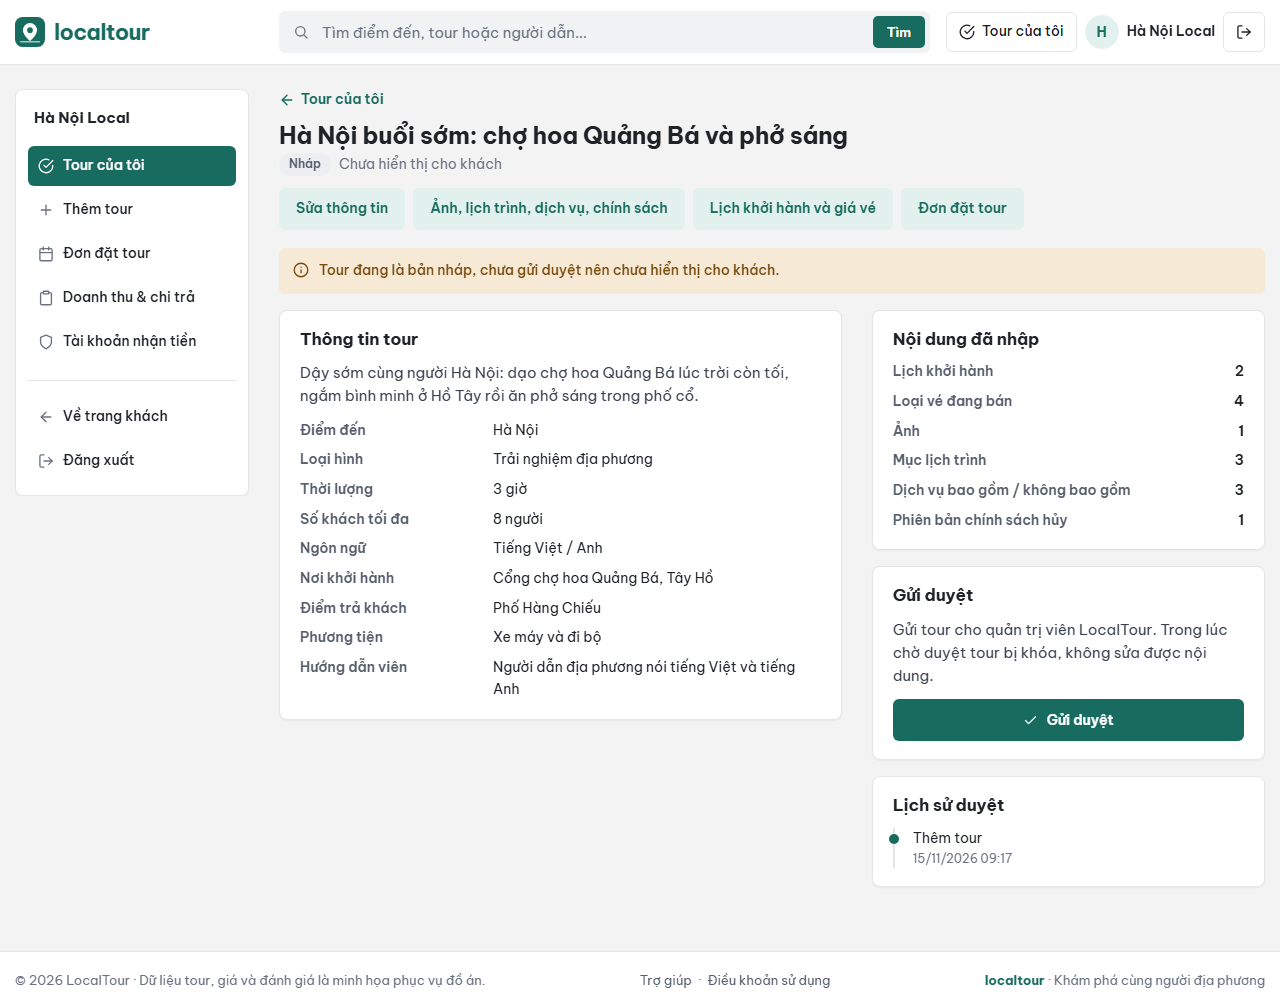 localtour
Tìm điểm đến, tour hoặc người dẫn...
Tìm
Tour của tôi
H
Hà Nội Local
Hà Nội Local
Tour của tôi
Thêm tour
Đơn đặt tour
Doanh thu & chi trả
Tài khoản nhận tiền
Về trang khách
Đăng xuất
Tour của tôi
Hà Nội buổi sớm: chợ hoa Quảng Bá và phở sáng
Nháp Chưa hiển thị cho khách
Sửa thông tin
Ảnh, lịch trình, dịch vụ, chính sách
Lịch khởi hành và giá vé
Đơn đặt tour
Tour đang là bản nháp, chưa gửi duyệt nên chưa hiển thị cho khách.
Thông tin tour
Dậy sớm cùng người Hà Nội: dạo chợ hoa Quảng Bá lúc trời còn tối,
ngắm bình minh ở Hồ Tây rồi ăn phở sáng trong phố cổ.
Điểm đến Hà Nội
Loại hình Trải nghiệm địa phương
Thời lượng 3 giờ
Số khách tối đa 8 người
Ngôn ngữ Tiếng Việt / Anh
Nơi khởi hành Cổng chợ hoa Quảng Bá, Tây Hồ
Điểm trả khách Phố Hàng Chiếu
Phương tiện Xe máy và đi bộ
Hướng dẫn viên Người dẫn địa phương nói tiếng Việt và tiếng
Anh
Nội dung đã nhập
Lịch khởi hành 2
Loại vé đang bán 4
Ảnh 1
Mục lịch trình 3
Dịch vụ bao gồm / không bao gồm 3
Phiên bản chính sách hủy 1
Gửi duyệt
Gửi tour cho quản trị viên LocalTour. Trong lúc
chờ duyệt tour bị khóa, không sửa được nội
dung.
Gửi duyệt
Lịch sử duyệt
Thêm tour
15/11/2026 09:17
© 2026 LocalTour · Dữ liệu tour, giá và đánh giá là minh họa phục vụ đồ án.
Trợ giúp · Điều khoản sử dụng
localtour · Khám phá cùng người địa phương